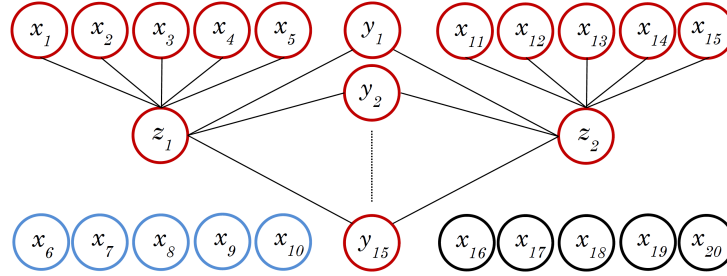 x₁ x₂ x₃ x₄ x₅ y₁ x₁₁ x₁₂ x₁₃ x₁₄ x₁₅
y₂
z₁ z₂
x₆ x₇ x₈ x₉ x₁₀ y₁₅ x₁₆ x₁₇ x₁₈ x₁₉ x₂₀